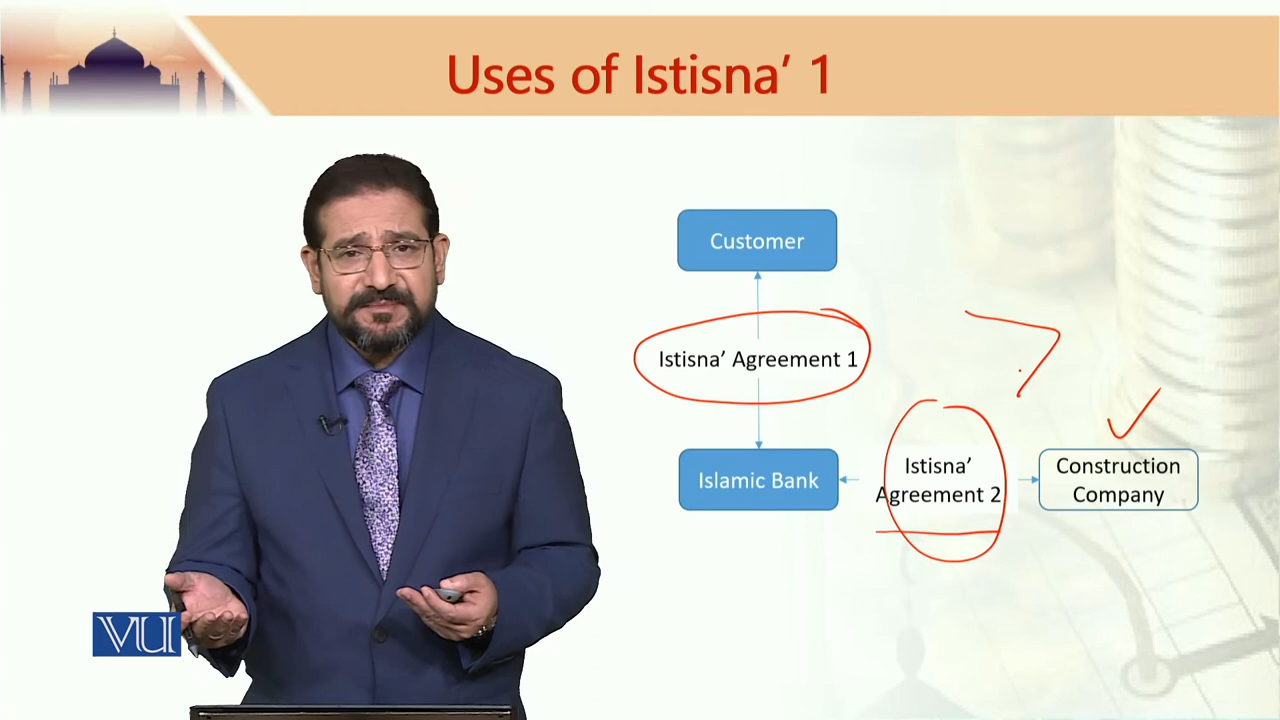 Uses of Istisna’ 1
Customer
Istisna’ Agreement 1
Islamic Bank
Istisna’
Agreement 2
Construction
Company
VU